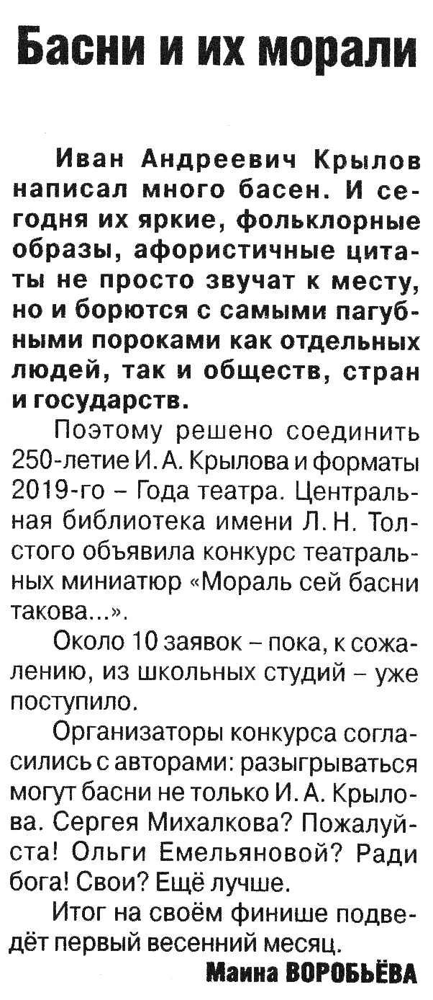 Басни и их морали
Иван Андреевич Крылов
написал много басен. И се-
годня их яркие, фольклорные
образы, афористичные цита-
ты не просто звучат к месту,
но и борются с самыми пагуб-
ными пороками как отдельных
людей, так и обществ, стран
и государств.
Поэтому решено соединить
250-летие И. А. Крылова и форматы
2019-го – Года театра. Централь-
ная библиотека имени Л. Н. Тол-
стого объявила конкурс театраль-
ных миниатюр «Мораль сей басни
такова...».
Около 10 заявок – пока, к сожа-
лению, из школьных студий – уже
поступило.
Организаторы конкурса согла-
сились с авторами: разыгрываться
могут басни не только И. А. Крыло-
ва. Сергея Михалкова? Пожалуй-
ста! Ольги Емельяновой? Ради
бога! Свои? Ещё лучше.
Итог на своём финише подве-
дёт первый весенний месяц.
Маина ВОРОБЬЁВА